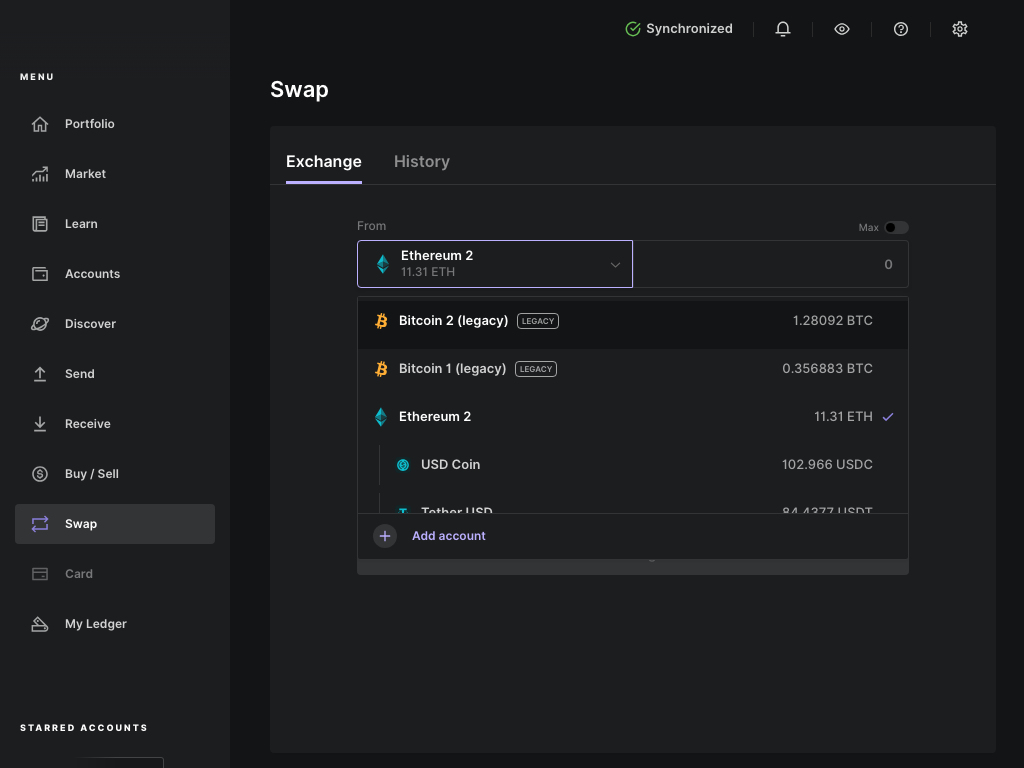 Synchronized
MENU
Portfolio
Market
Learn
Accounts
Discover
Send
Receive
Buy / Sell
Swap
Card
My Ledger
STARRED ACCOUNTS
Swap
Exchange History
From Max
Ethereum 2
11.31 ETH
0
Bitcoin 2 (legacy) LEGACY 1.28092 BTC
Bitcoin 1 (legacy) LEGACY 0.356883 BTC
Ethereum 2 11.31 ETH
USD Coin 102.966 USDC
Tether USD 84.4377 USDT
Add account